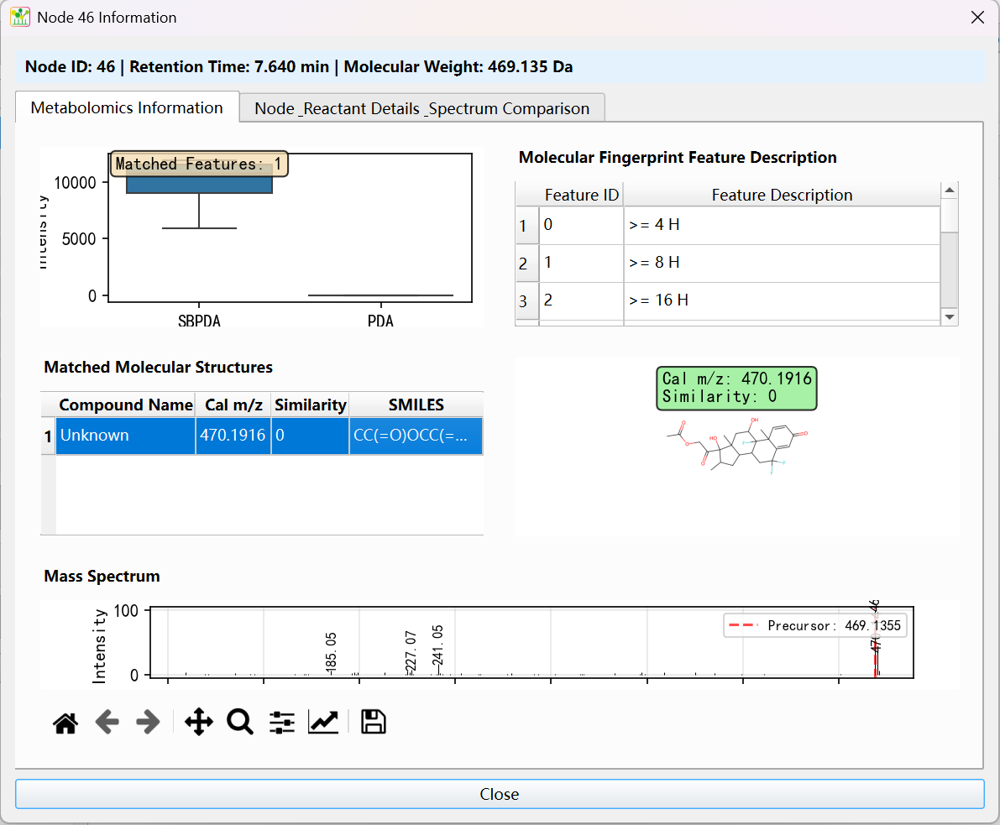 Node 46 Information
Node ID: 46 | Retention Time: 7.640 min | Molecular Weight: 469.135 Da
Metabolomics Information
Node _Reactant Details _Spectrum Comparison
Matched Features: 1
10000
5000
0
Intensity
SBPDA
PDA
Molecular Fingerprint Feature Description
Feature ID Feature Description
1 0 >= 4 H
2 1 >= 8 H
3 2 >= 16 H
Matched Molecular Structures
Compound Name Cal m/z Similarity SMILES
1 Unknown 470.1916 0 CC(=O)OCC(=...
Cal m/z: 470.1916
Similarity: 0
O
O
O
HO
OH
F
O
F
F
Mass Spectrum
Intensity
100
0
185.05
227.07
241.05
Precursor: 469.1355
Close